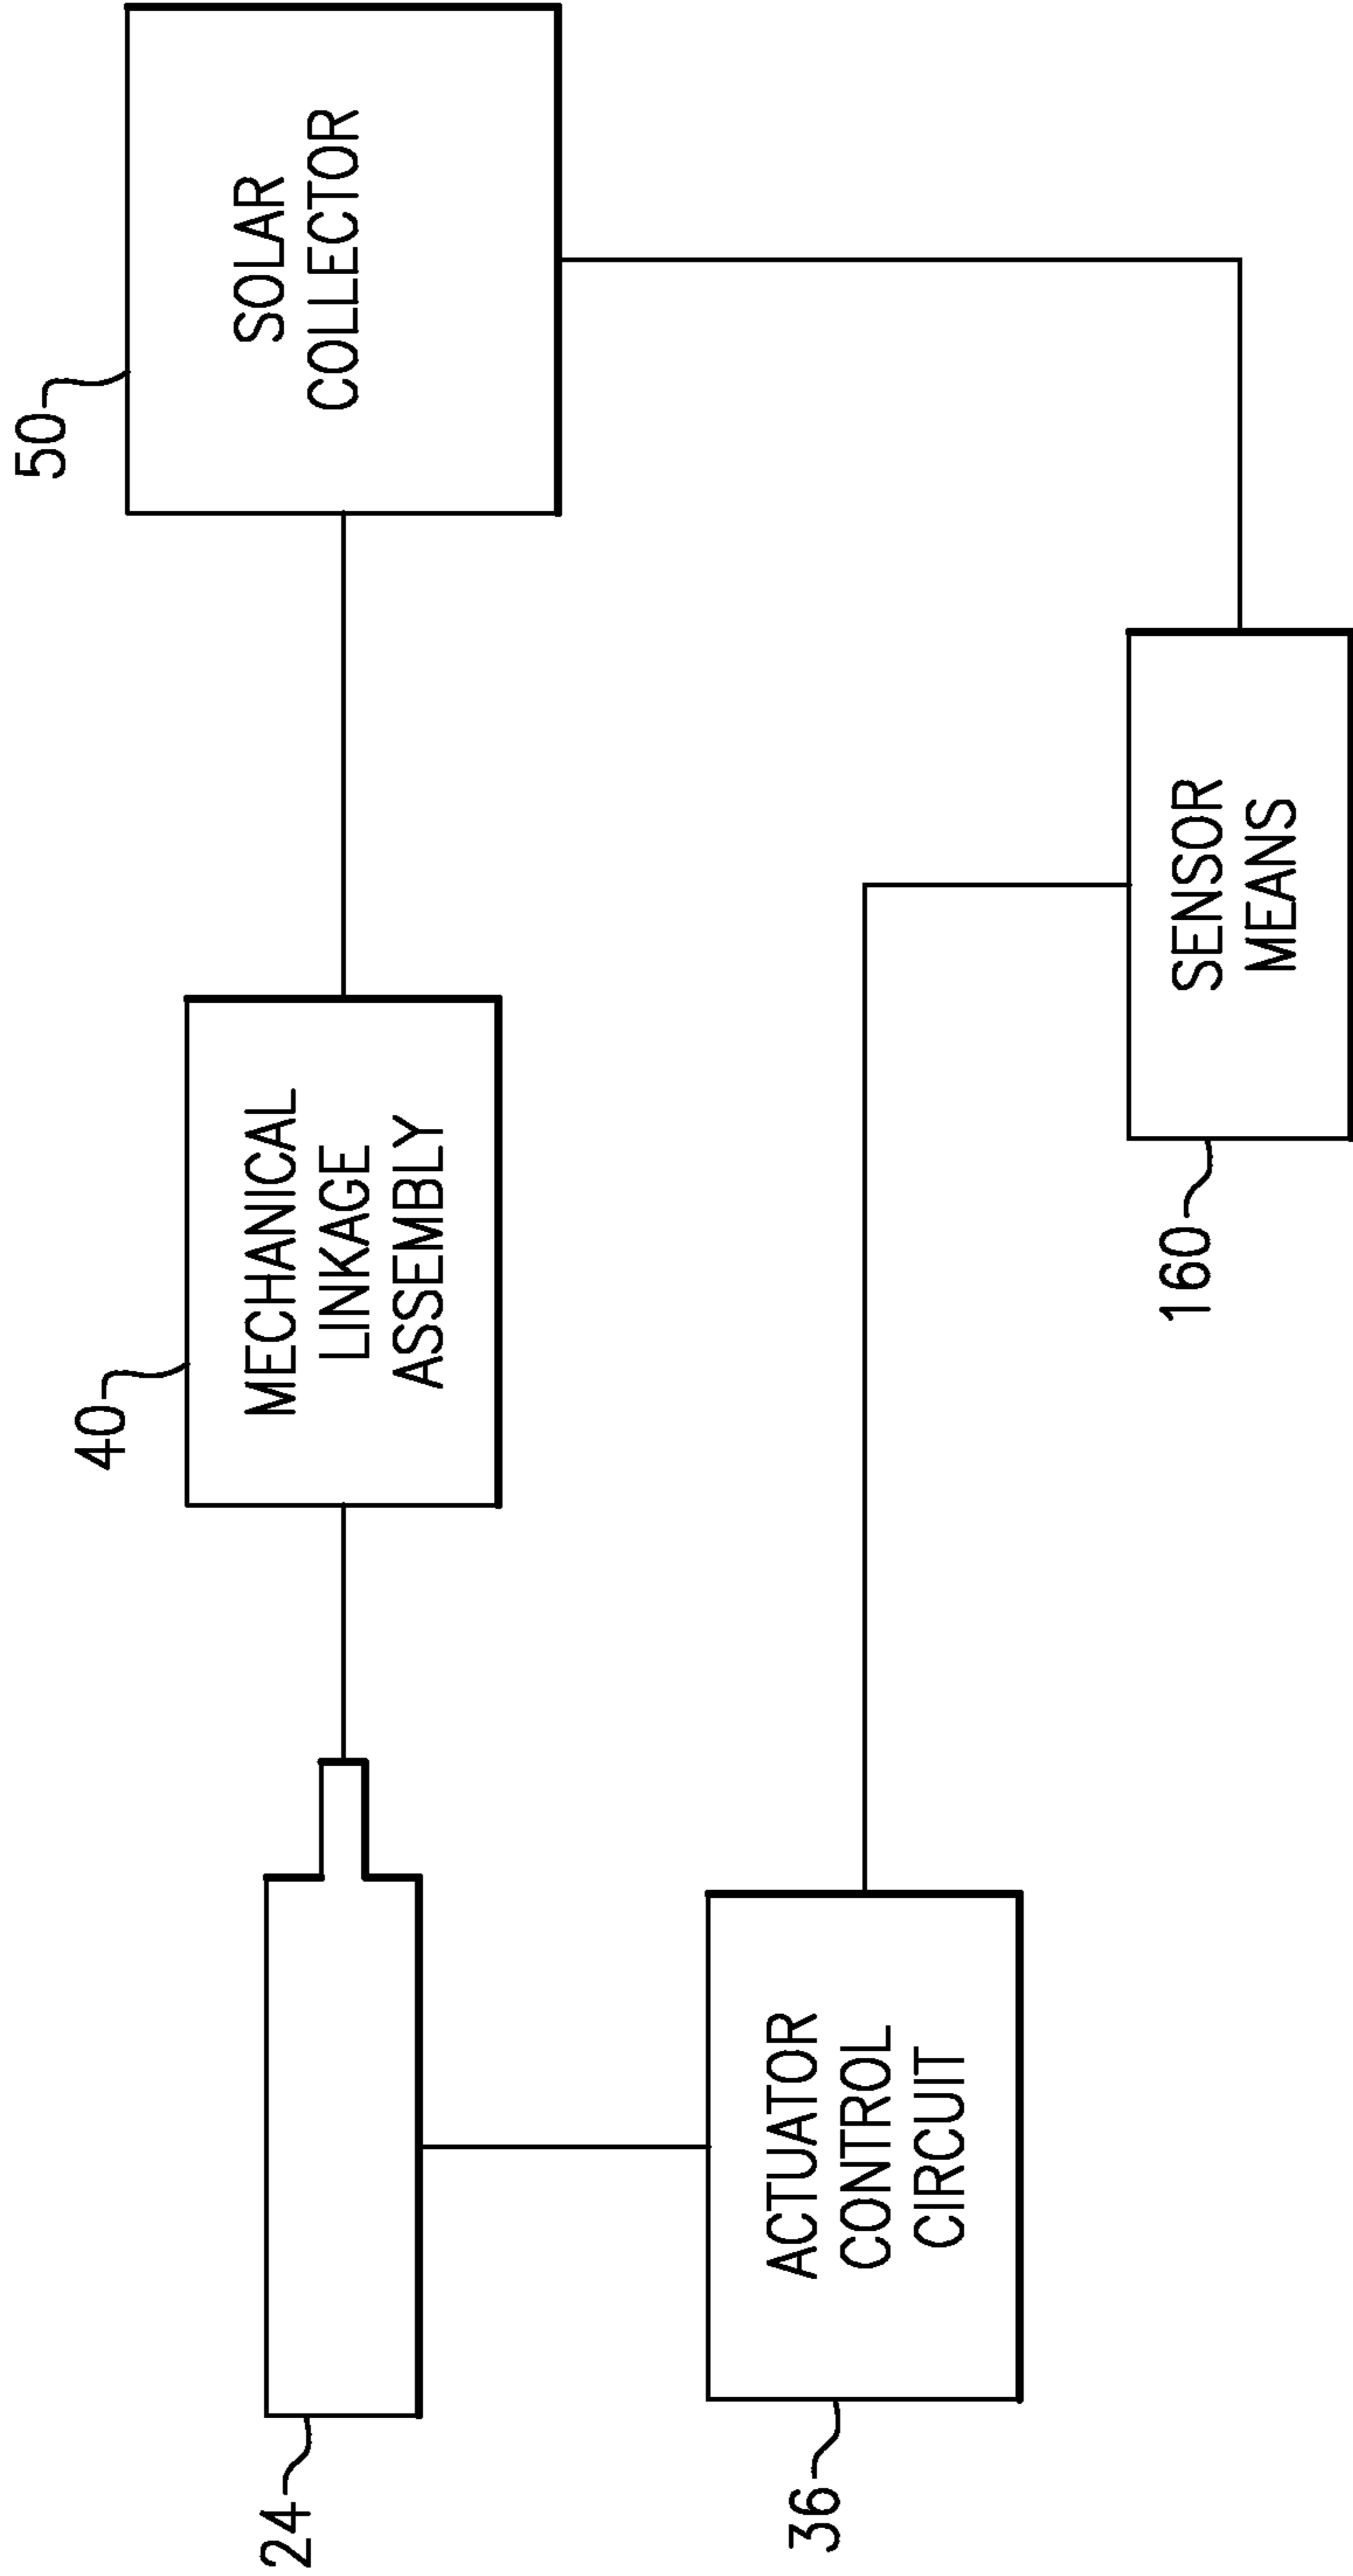 24
40
MECHANICAL
LINKAGE
ASSEMBLY
50
SOLAR
COLLECTOR
36
ACTUATOR
CONTROL
CIRCUIT
160
SENSOR
MEANS